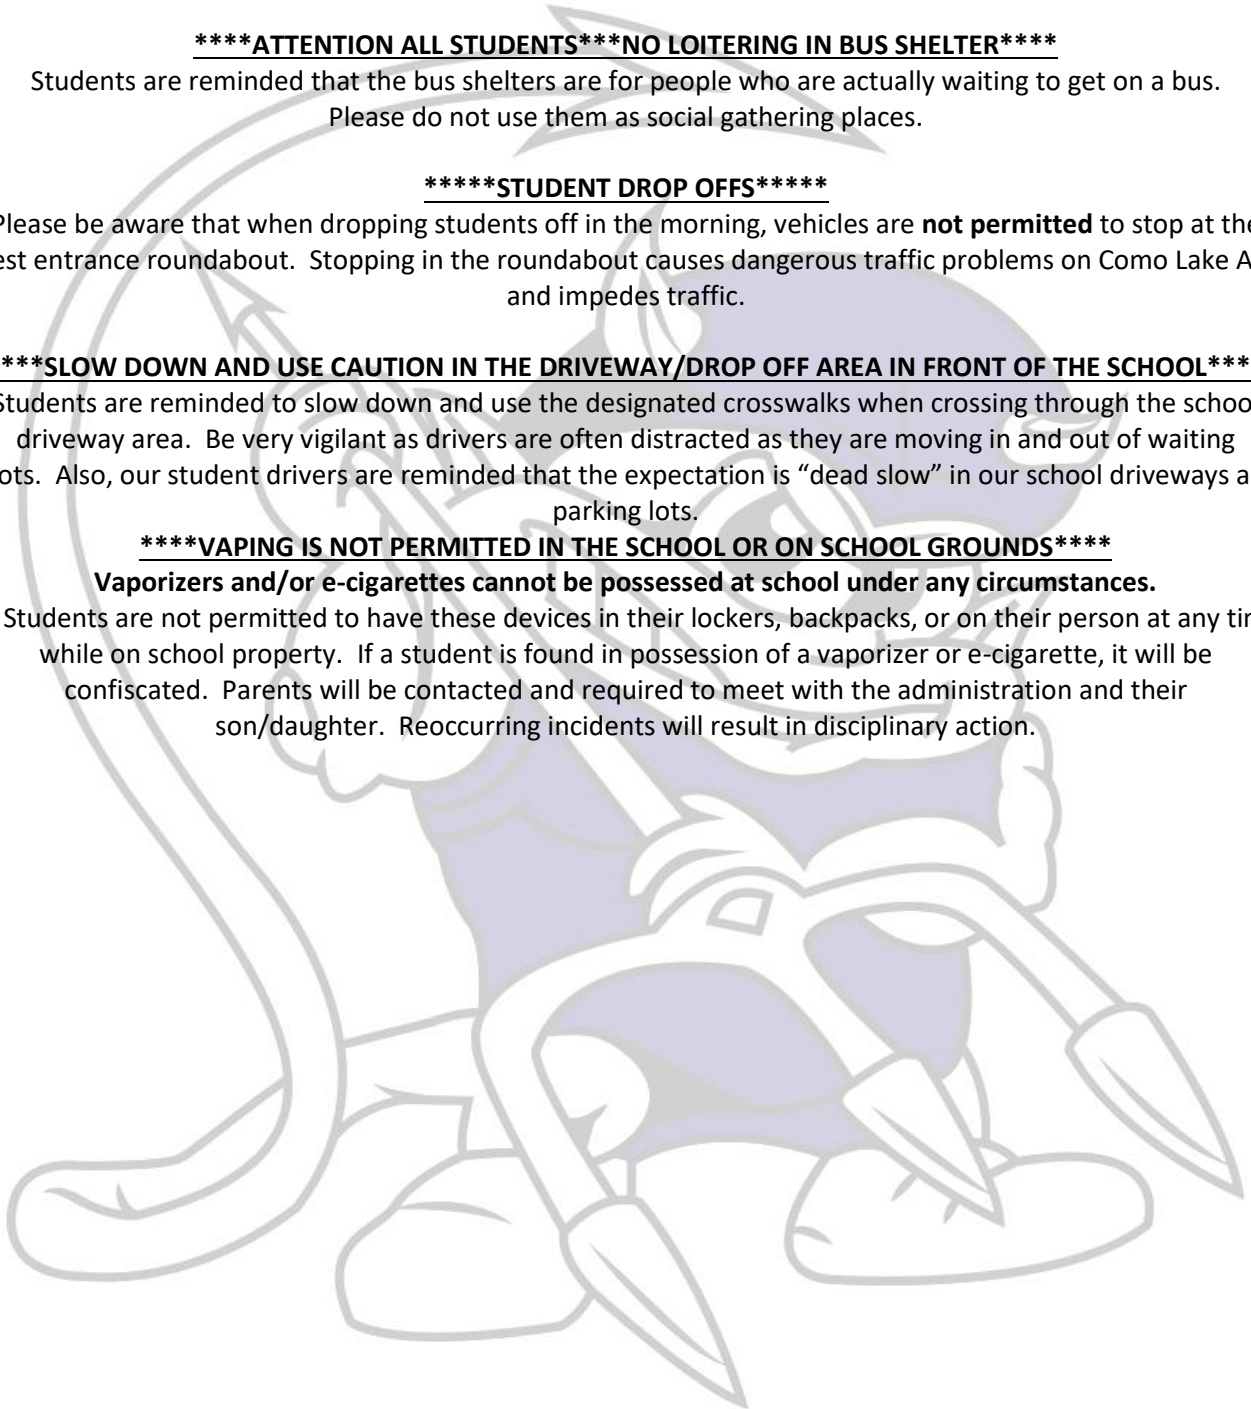 ****ATTENTION ALL STUDENTS***NO LOITERING IN BUS SHELTER****
Students are reminded that the bus shelters are for people who are actually waiting to get on a bus.
Please do not use them as social gathering places.
*****STUDENT DROP OFFS*****
Please be aware that when dropping students off in the morning, vehicles are not permitted to stop at the
est entrance roundabout. Stopping in the roundabout causes dangerous traffic problems on Como Lake A
and impedes traffic.
***SLOW DOWN AND USE CAUTION IN THE DRIVEWAY/DROP OFF AREA IN FRONT OF THE SCHOOL***
Students are reminded to slow down and use the designated crosswalks when crossing through the schoo
driveway area. Be very vigilant as drivers are often distracted as they are moving in and out of waiting
ots. Also, our student drivers are reminded that the expectation is “dead slow” in our school driveways a
parking lots.
****VAPING IS NOT PERMITTED IN THE SCHOOL OR ON SCHOOL GROUNDS****
Vaporizers and/or e-cigarettes cannot be possessed at school under any circumstances.
Students are not permitted to have these devices in their lockers, backpacks, or on their person at any tim
while on school property. If a student is found in possession of a vaporizer or e-cigarette, it will be
confiscated. Parents will be contacted and required to meet with the administration and their
son/daughter. Reoccurring incidents will result in disciplinary action.